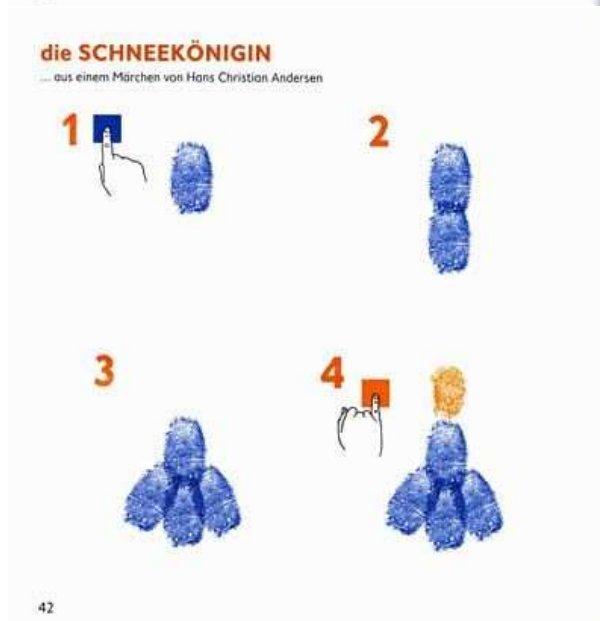 die SCHNEEKÖNIGIN
... aus einem Märchen von Hans Christian Andersen
1
2
3
4
42